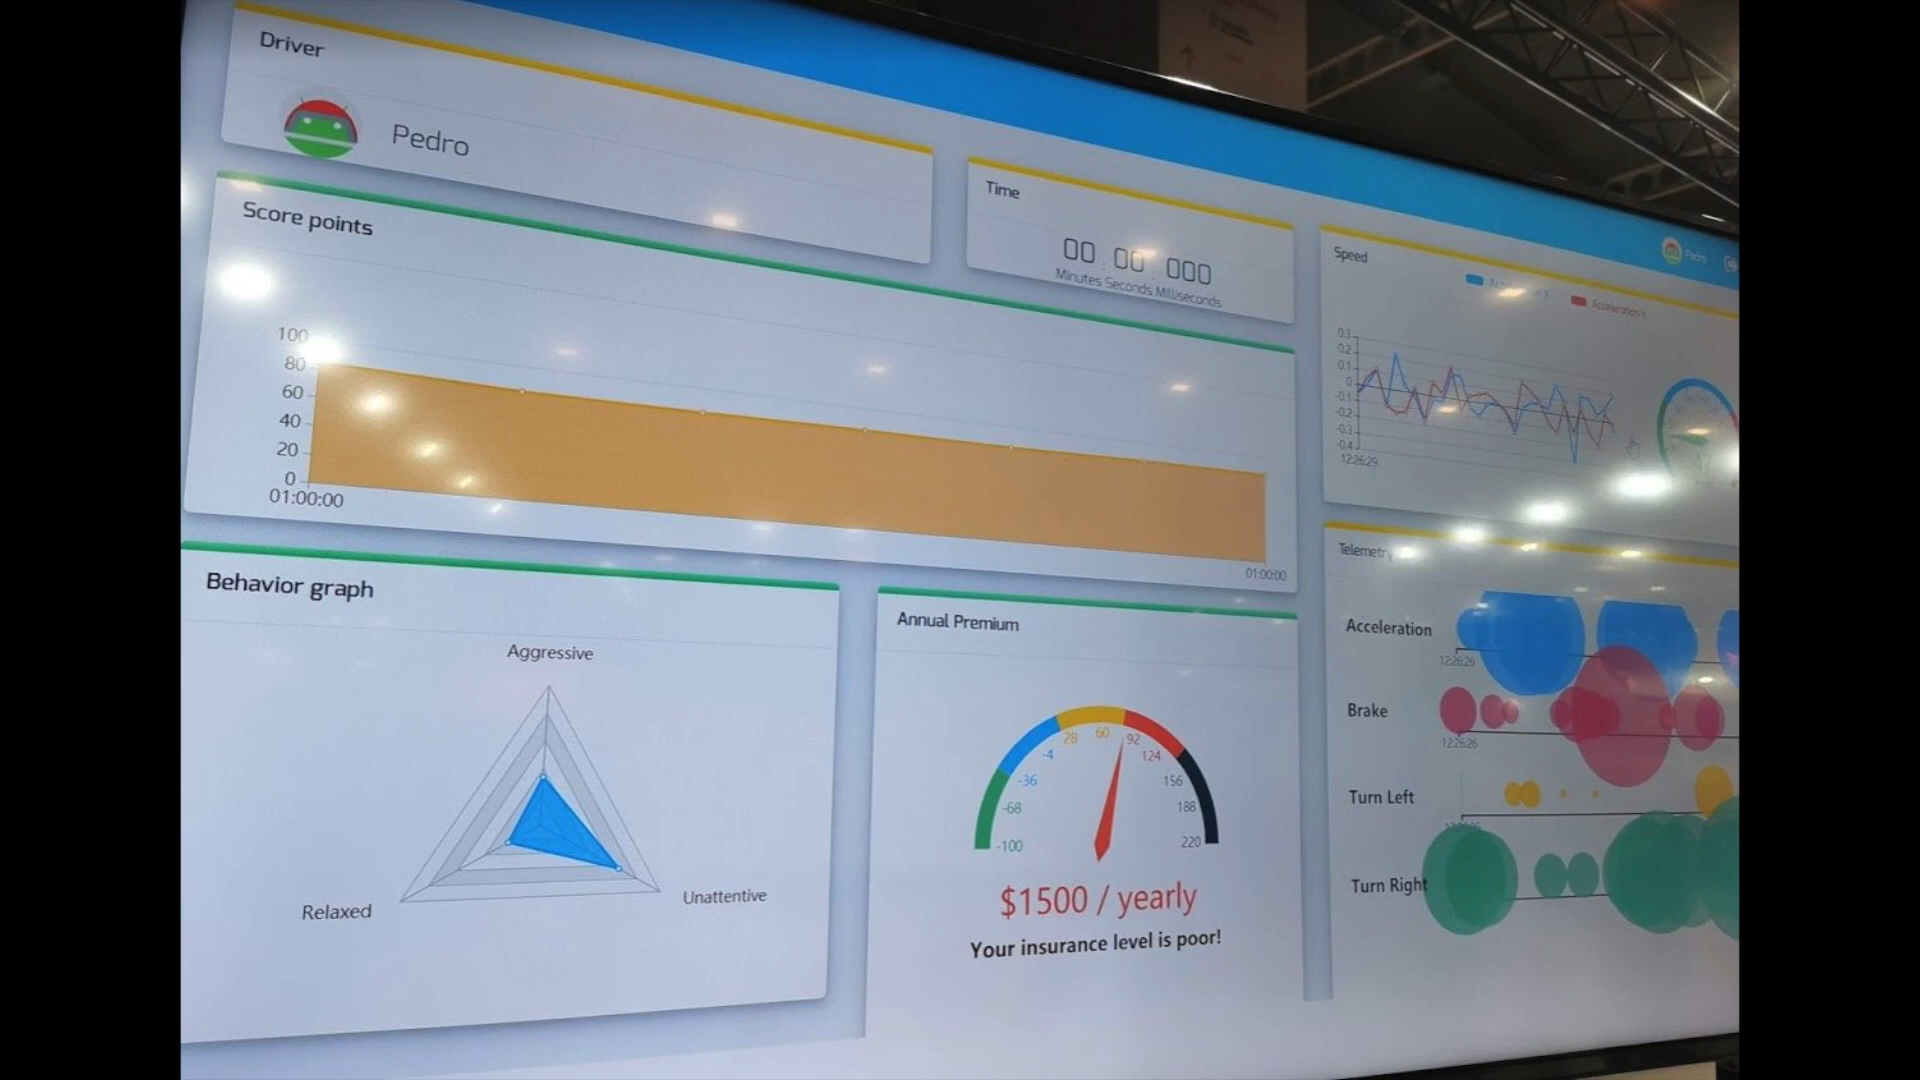 Driver
Pedro
Time
00 : 00 : 000
Minutes Seconds Milliseconds
Pedro
Score points
100
80
60
40
20
0
01:00:00
01:00:00
Speed
Acceleration Y
0.3
0.2
0.1
0
-0.1
-0.2
-0.3
-0.4
12:26:29
47
Behavior graph
Aggressive
Relaxed
Unattentive
Annual Premium
-100
-68
-36
-4
28
60
92
124
156
188
220
$1500 / yearly
Your insurance level is poor!
Telemetry
Acceleration
12:26:26
Brake
12:26:26
Turn Left
Turn Right